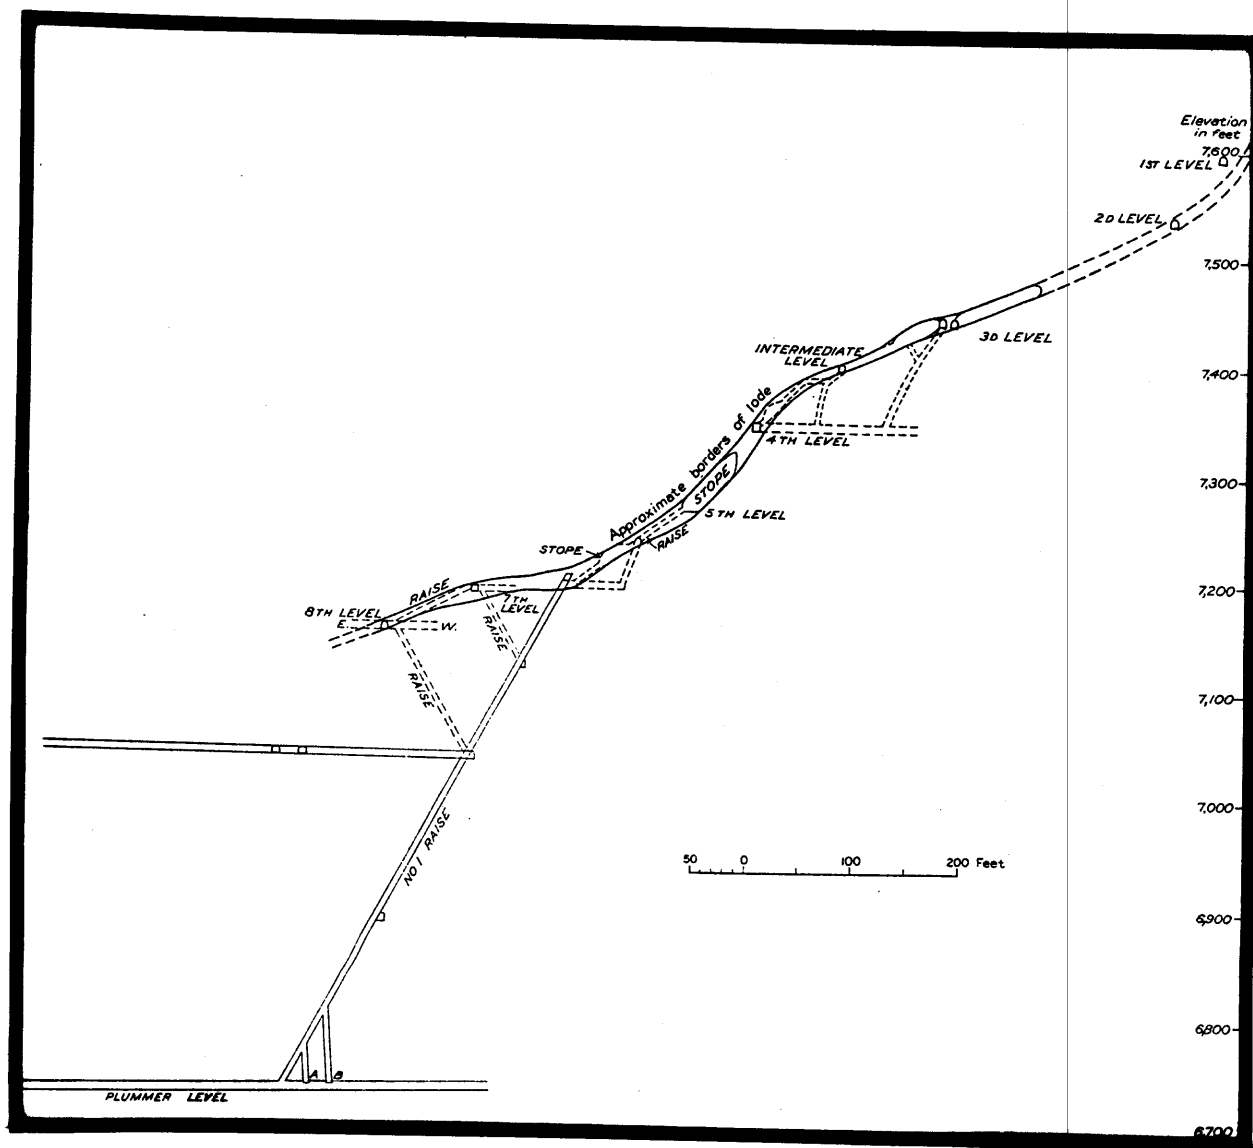 Elevation
in feet
7,600
1ST LEVEL
2D LEVEL
7,500
3D LEVEL
INTERMEDIATE
LEVEL
7,400
Approximate borders of lode
4TH LEVEL
STOPE
7,300
5TH LEVEL
RAISE
STOPE
7,200
RAISE
7TH
LEVEL
8TH LEVEL
E.
W.
RAISE
RAISE
7,100
7,000
NO 1 RAISE
50 0 100 200 Feet
6,900
6,800
A B
PLUMMER LEVEL
6,700